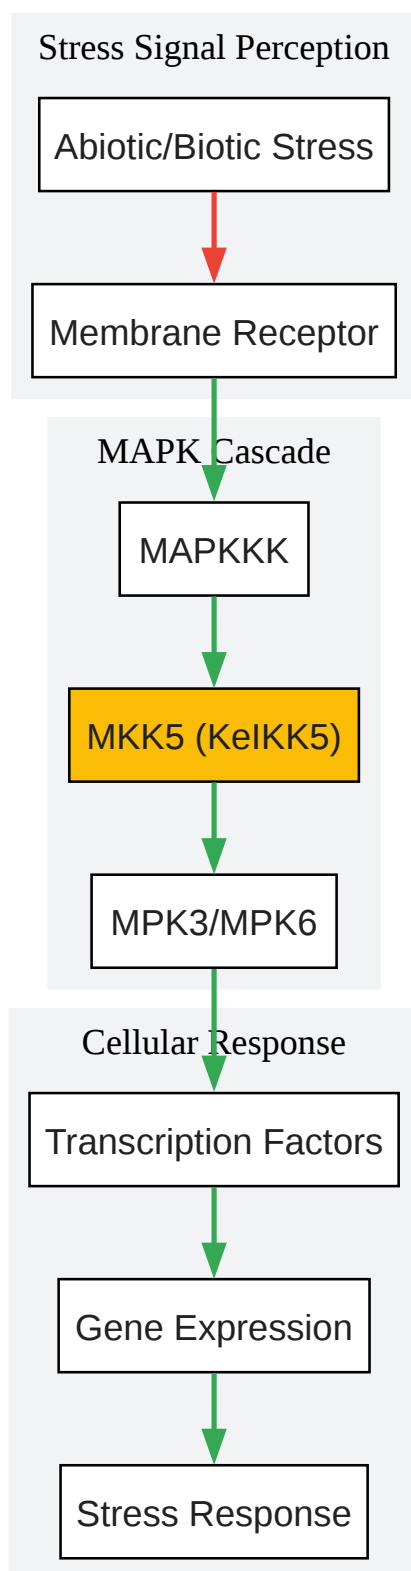 Stress Signal Perception
Abiotic/Biotic Stress
Membrane Receptor
MAPK Cascade
MAPKKK
MKK5 (KeIKK5)
MPK3/MPK6
Cellular Response
Transcription Factors
Gene Expression
Stress Response